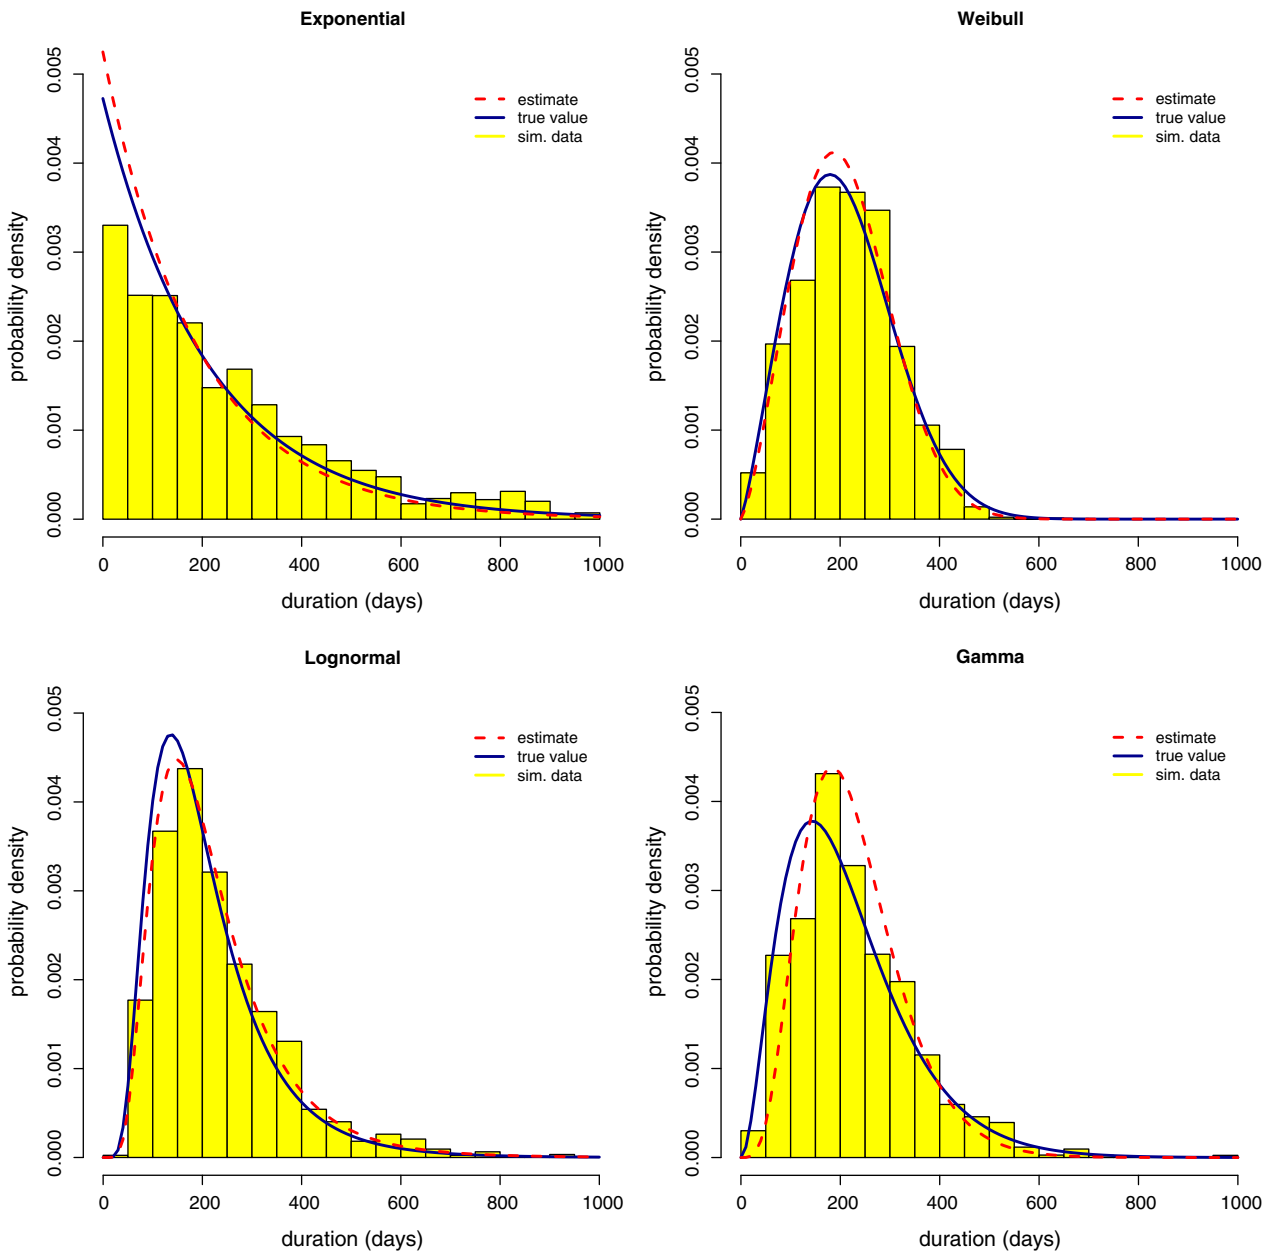 Exponential
0.005
0.004
0.003
0.002
0.001
0.000
probability density
estimate
true value
sim. data
0 200 400 600 800 1000
duration (days)
Weibull
0.005
0.004
0.003
0.002
0.001
0.000
probability density
estimate
true value
sim. data
0 200 400 600 800 1000
duration (days)
Lognormal
0.005
0.004
0.003
0.002
0.001
0.000
probability density
estimate
true value
sim. data
0 200 400 600 800 1000
duration (days)
Gamma
0.005
0.004
0.003
0.002
0.001
0.000
probability density
estimate
true value
sim. data
0 200 400 600 800 1000
duration (days)